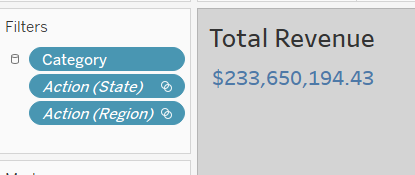 Filters
Category
Action (State)
Action (Region)
Total Revenue
$233,650,194.43